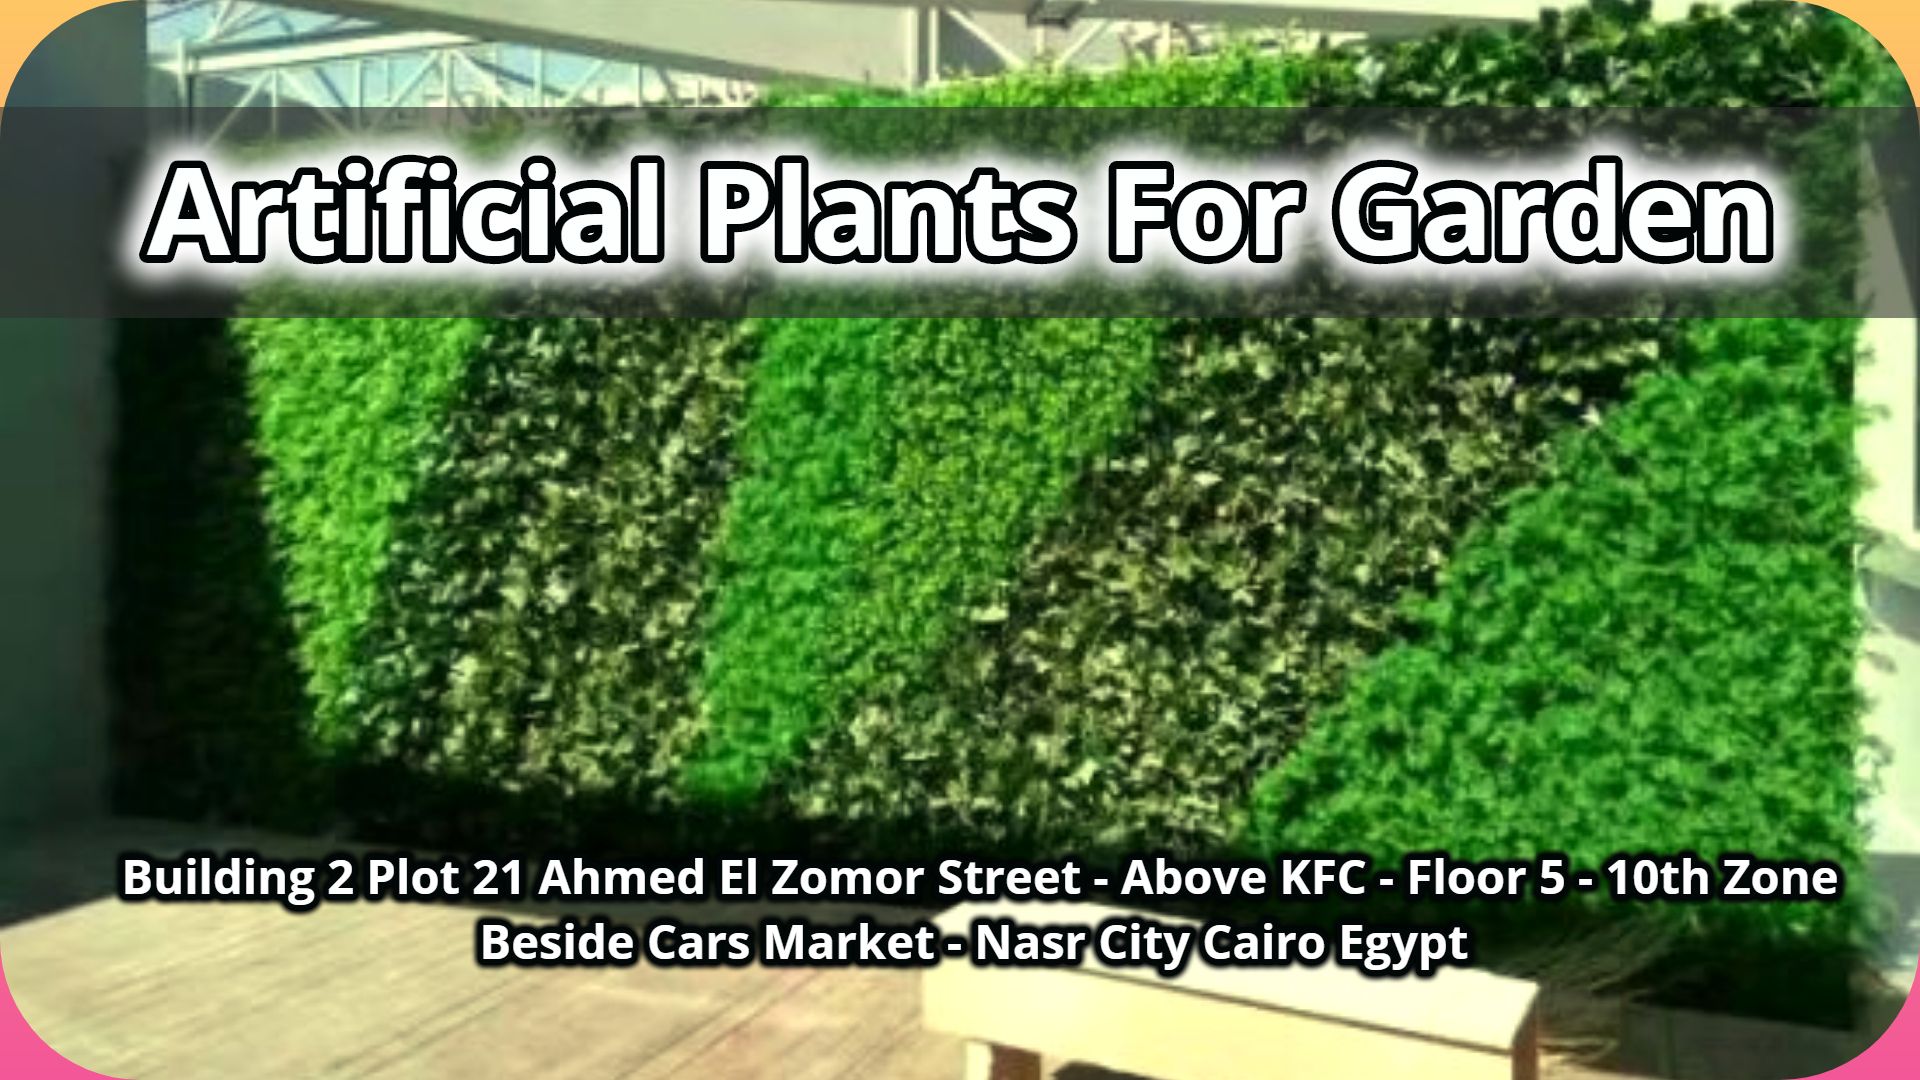 Artificial Plants For Garden
Building 2 Plot 21 Ahmed El Zomor Street - Above KFC - Floor 5 - 10th Zone
Beside Cars Market - Nasr City Cairo Egypt